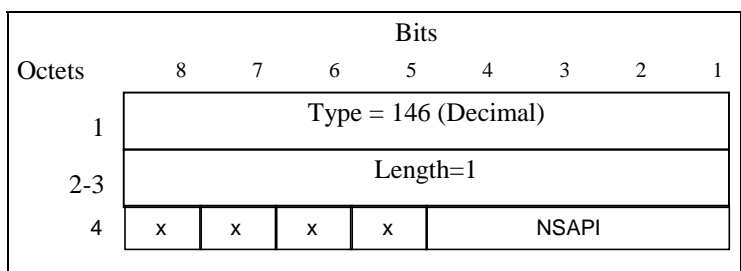 Bits
Octets 8 7 6 5 4 3 2 1
1 Type = 146 (Decimal)
2-3 Length=1
4 x x x x NSAPI